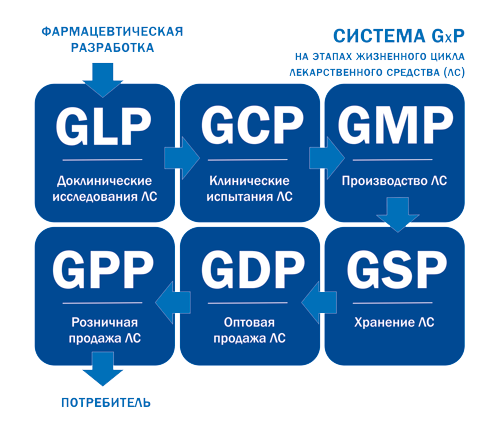 ФАРМАЦЕВТИЧЕСКАЯ
РАЗРАБОТКА
СИСТЕМА GxP
НА ЭТАПАХ ЖИЗНЕННОГО ЦИКЛА
ЛЕКАРСТВЕННОГО СРЕДСТВА (ЛС)
GLP
Доклинические
исследования ЛС
GCP
Клинические
испытания ЛС
GMP
Производство ЛС
GPP
Розничная
продажа ЛС
GDP
Оптовая
продажа ЛС
GSP
Хранение ЛС
ПОТРЕБИТЕЛЬ